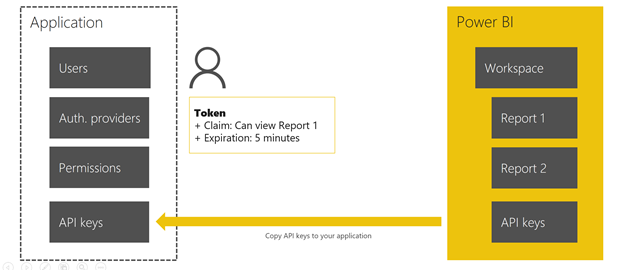 Application
Users
Auth. providers
Permissions
API keys
Token
+ Claim: Can view Report 1
+ Expiration: 5 minutes
Copy API keys to your application
Power BI
Workspace
Report 1
Report 2
API keys